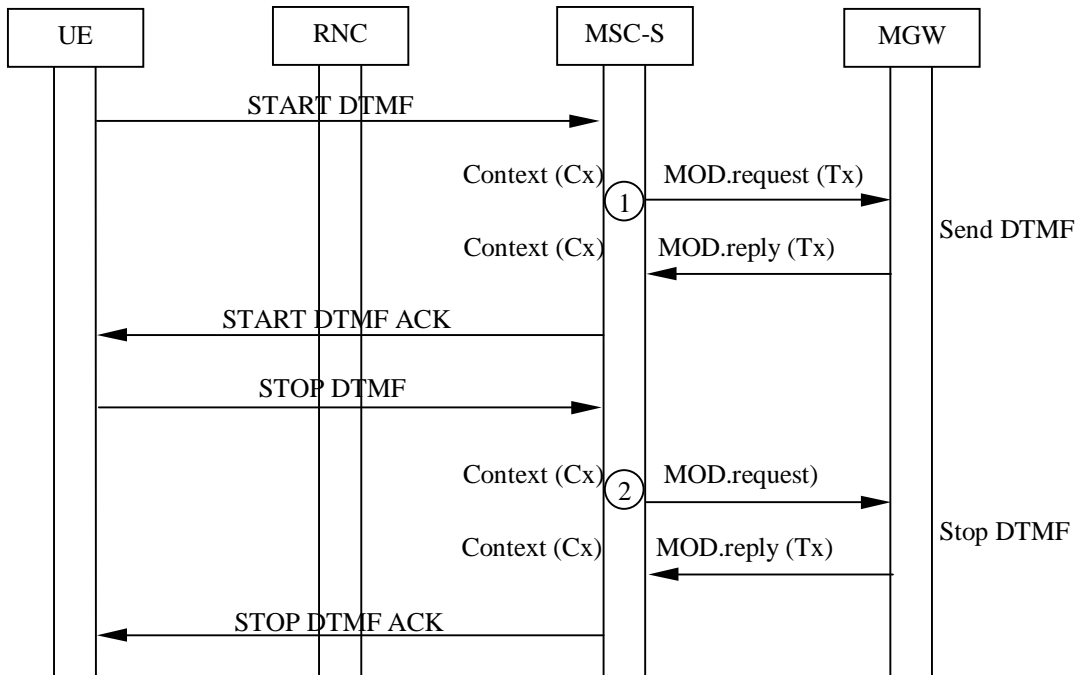 UE
RNC
MSC-S
MGW
START DTMF
Context (Cx)
1
MOD.request (Tx)
Send DTMF
Context (Cx)
MOD.reply (Tx)
START DTMF ACK
STOP DTMF
Context (Cx)
2
MOD.request)
Stop DTMF
Context (Cx)
MOD.reply (Tx)
STOP DTMF ACK